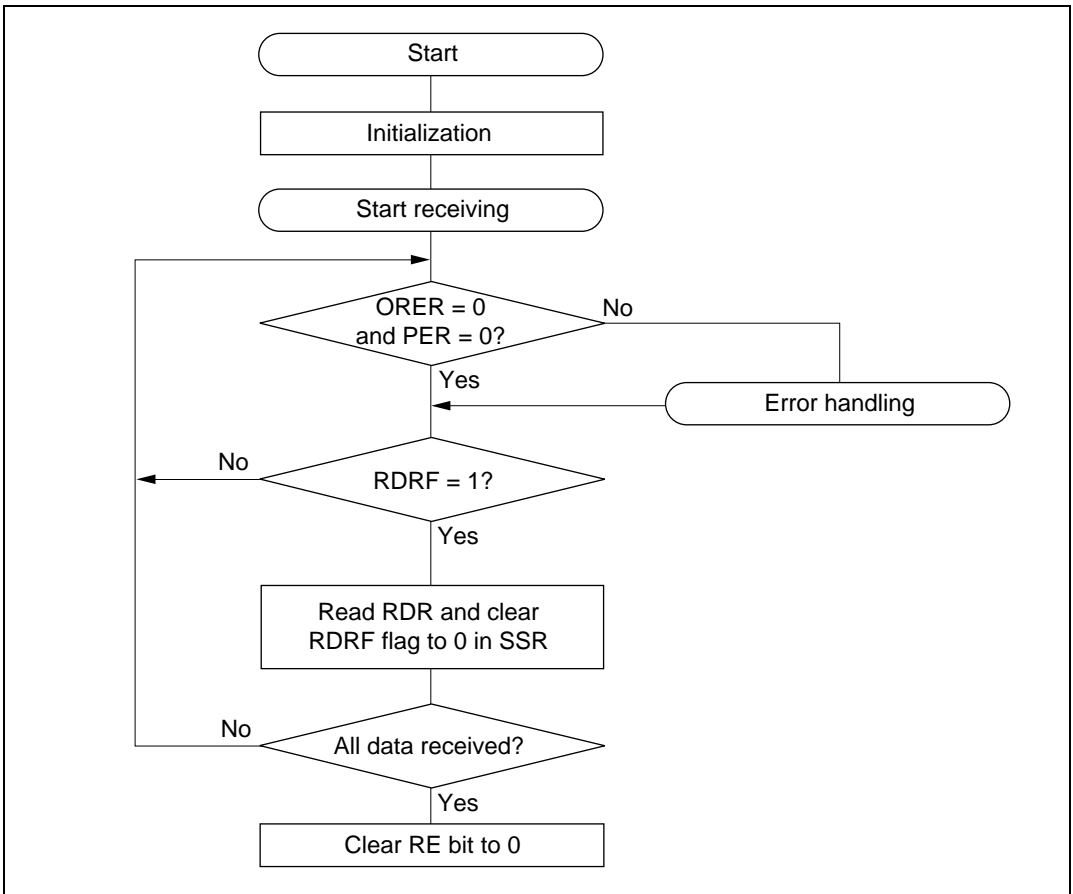 Start
Initialization
Start receiving
ORER = 0
and PER = 0?
No
Yes
Error handling
No
RDRF = 1?
Yes
Read RDR and clear
RDRF flag to 0 in SSR
No
All data received?
Yes
Clear RE bit to 0